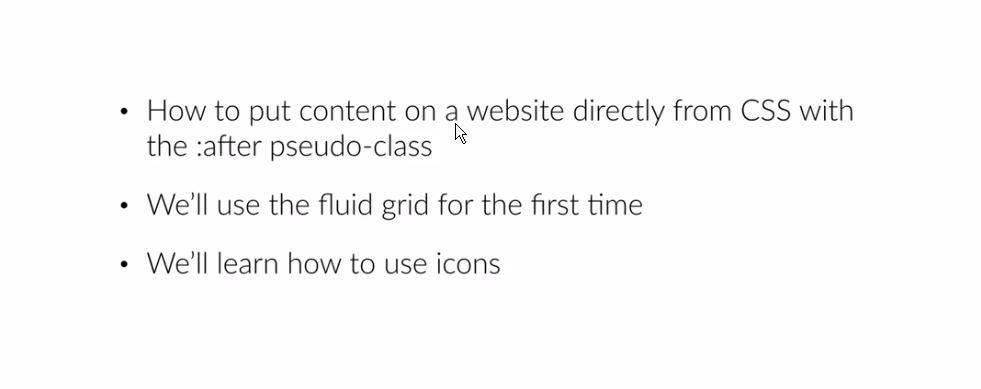 • How to put content on a website directly from CSS with
the :after pseudo-class
• We'll use the fluid grid for the first time
• We'll learn how to use icons